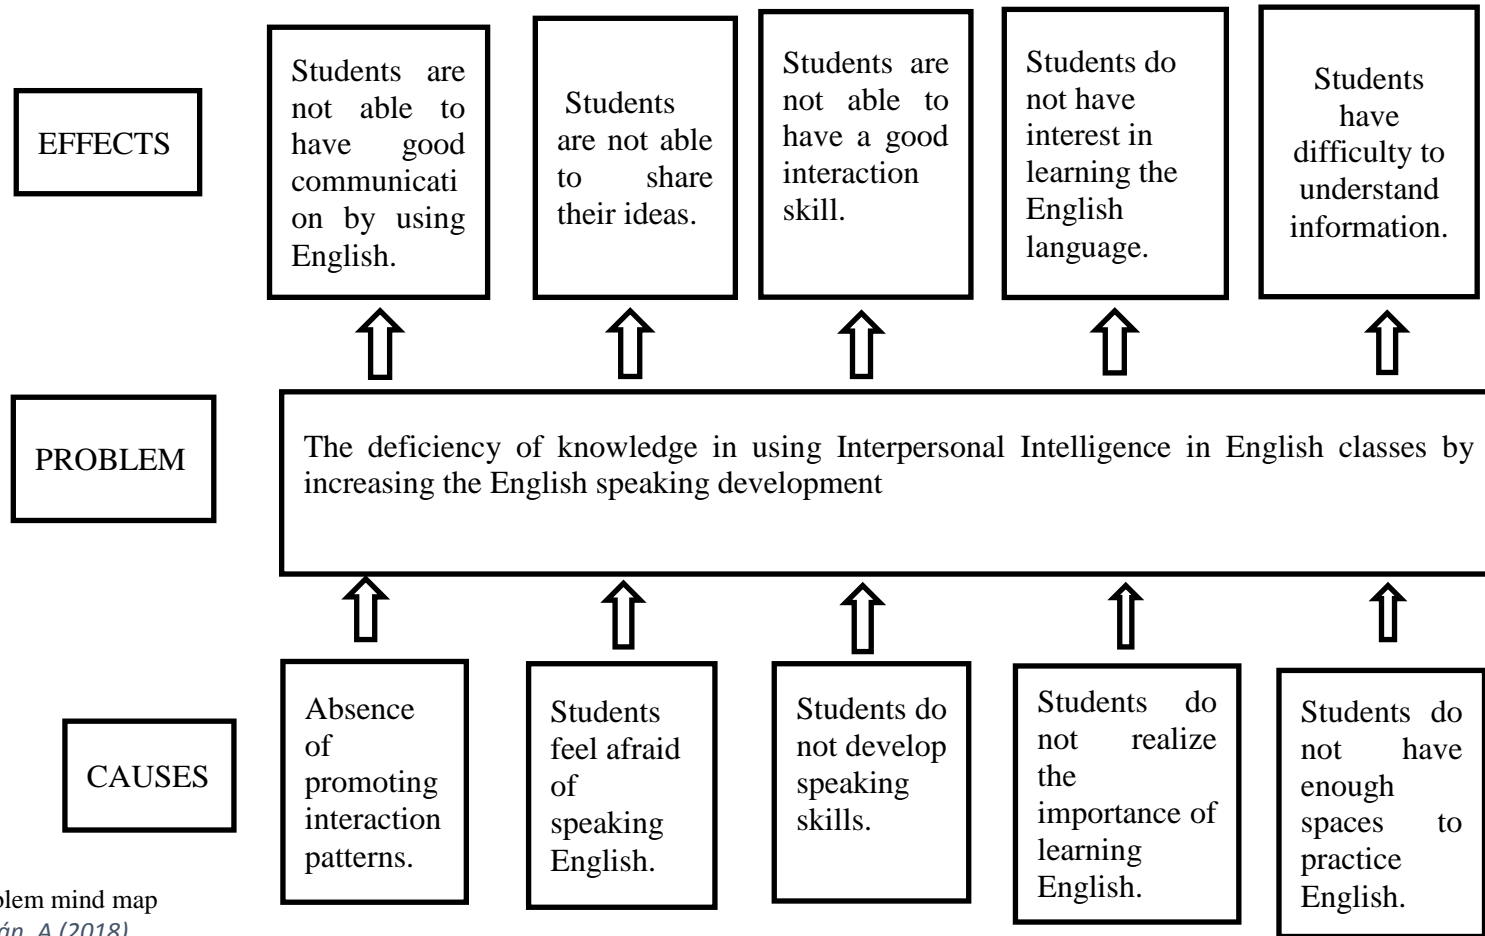 EFFECTS
Students are
not able to
have good
communicati
on by using
English.
Students
are not able
to share
their ideas.
Students are
not able to
have a good
interaction
skill.
Students do
not have
interest in
learning the
English
language.
Students
have
difficulty to
understand
information.
PROBLEM
The deficiency of knowledge in using Interpersonal Intelligence in English classes by
increasing the English speaking development
CAUSES
Absence
of
promoting
interaction
patterns.
Students
feel afraid
of
speaking
English.
Students do
not develop
speaking
skills.
Students do
not realize
the
importance of
learning
English.
Students do
not have
enough
spaces to
practice
English.
mind map
A (2018)